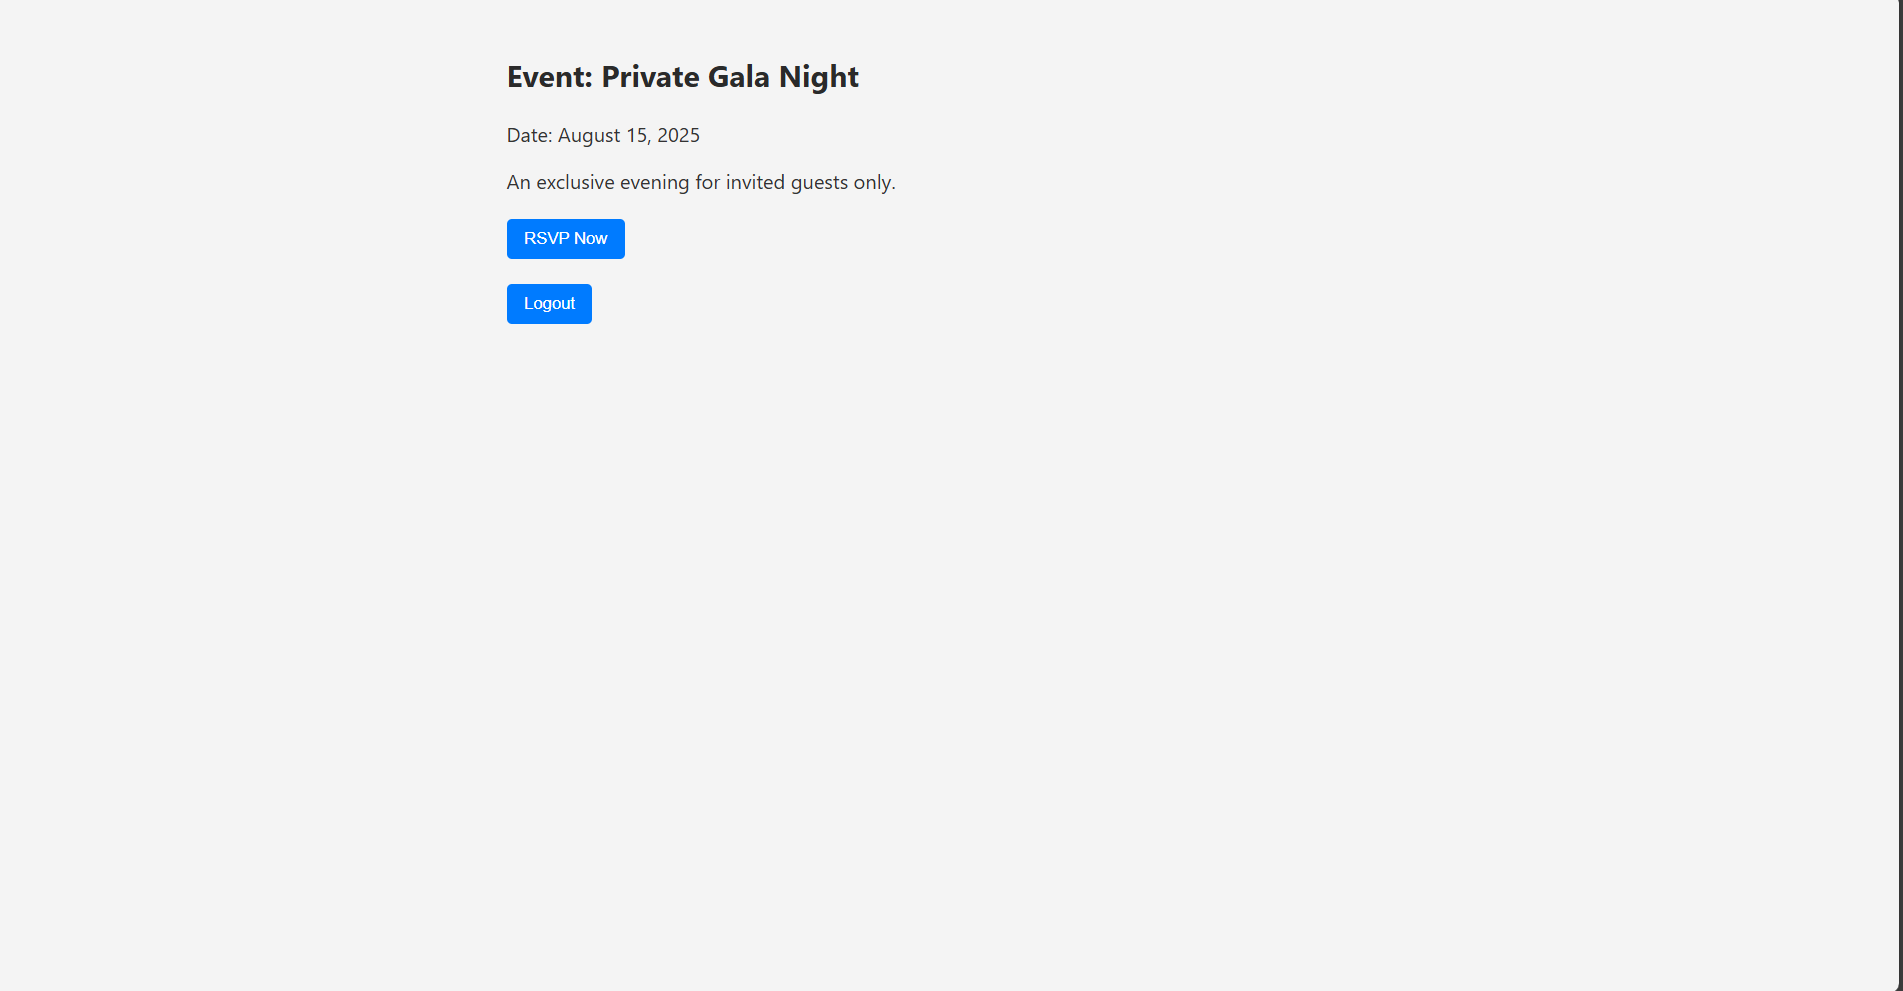 Event: Private Gala Night
Date: August 15, 2025
An exclusive evening for invited guests only.
RSVP Now
Logout